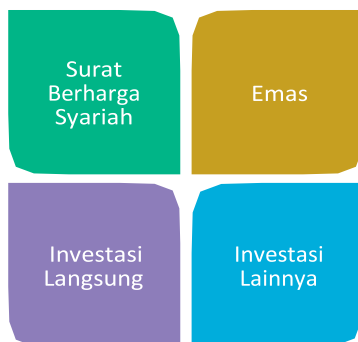 Surat
Berharga
Syariah
Emas
Investasi
Langsung
Investasi
Lainnya